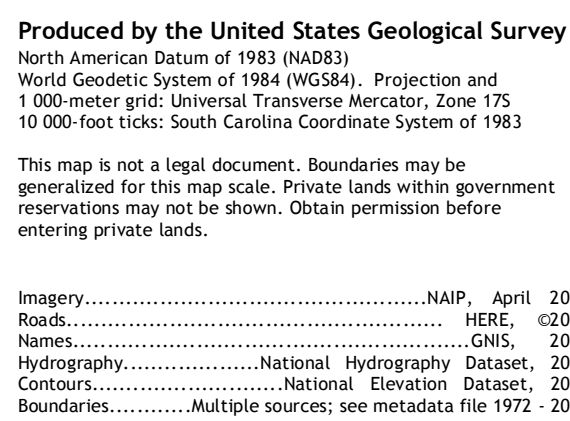 Produced by the United States Geological Survey
North American Datum of 1983 (NAD83)
World Geodetic System of 1984 (WGS84). Projection and
1 000-meter grid: Universal Transverse Mercator, Zone 17S
10 000-foot ticks: South Carolina Coordinate System of 1983
This map is not a legal document. Boundaries may be
generalized for this map scale. Private lands within government
reservations may not be shown. Obtain permission before
entering private lands.
Imagery..................................................NAIP, April 20
Roads....................................................... HERE, ©20
Names.........................................................GNIS, 20
Hydrography....................National Hydrography Dataset, 20
Contours............................National Elevation Dataset, 20
Boundaries............Multiple sources; see metadata file 1972 - 20